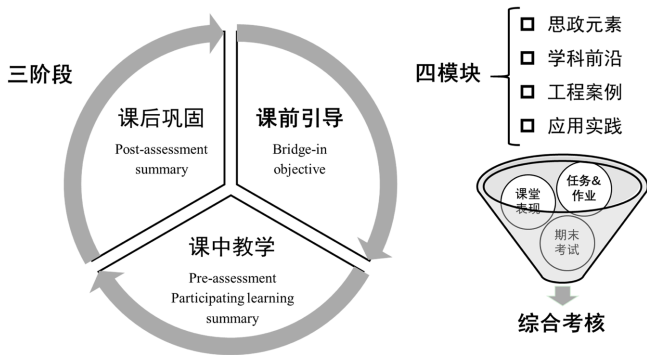 三阶段
课后巩固
Post-assessment
summary
课前引导
Bridge-in
objective
课中教学
Pre-assessment
Participating learning
summary
四模块
思政元素
学科前沿
工程案例
应用实践
课堂
表现
任务&
作业
期末
考试
综合考核